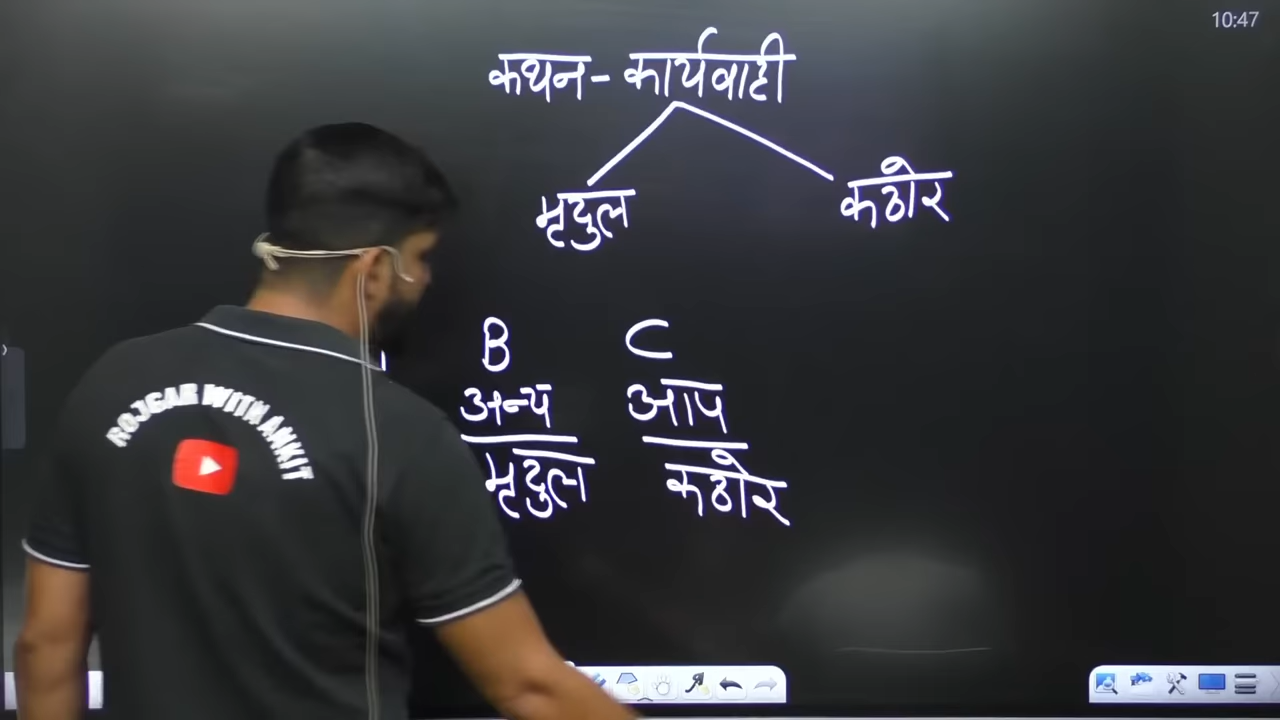 10:47
कथन - कार्यवाही
मृदुल
कठोर
B
C
अन्य
आप
मृदुल
कठोर
ROJGAR WITH ANKIT